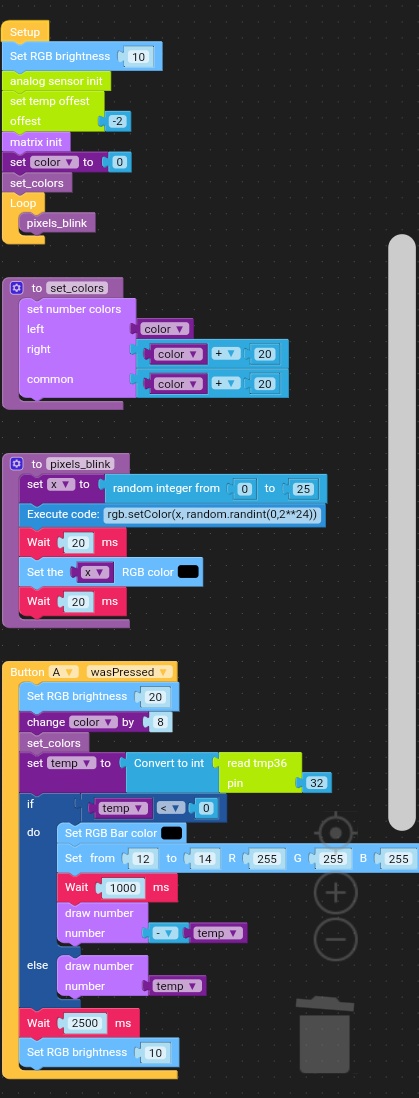 Setup
Set RGB brightness 10
analog sensor init
set temp offest
offest -2
matrix init
set color ▼ to 0
set_colors
Loop
pixels_blink
to set_colors
set number colors
left color ▼
right color ▼ + ▼ 20
common color ▼ + ▼ 20
to pixels_blink
set x ▼ to random integer from 0 to 25
Execute code: rgb.setColor(x, random.randint(0,2**24))
Wait 20 ms
Set the x ▼ RGB color
Wait 20 ms
Button A ▼ wasPressed
Set RGB brightness 20
change color ▼ by 8
set_colors
set temp ▼ to Convert to int read tmp36
pin 32
if temp ▼ < ▼ 0
do Set RGB Bar color
Set from 12 to 14 R 255 G 255 B 255
Wait 1000 ms
draw number
number - ▼ temp ▼
else draw number
number temp ▼
Wait 2500 ms
Set RGB brightness 10